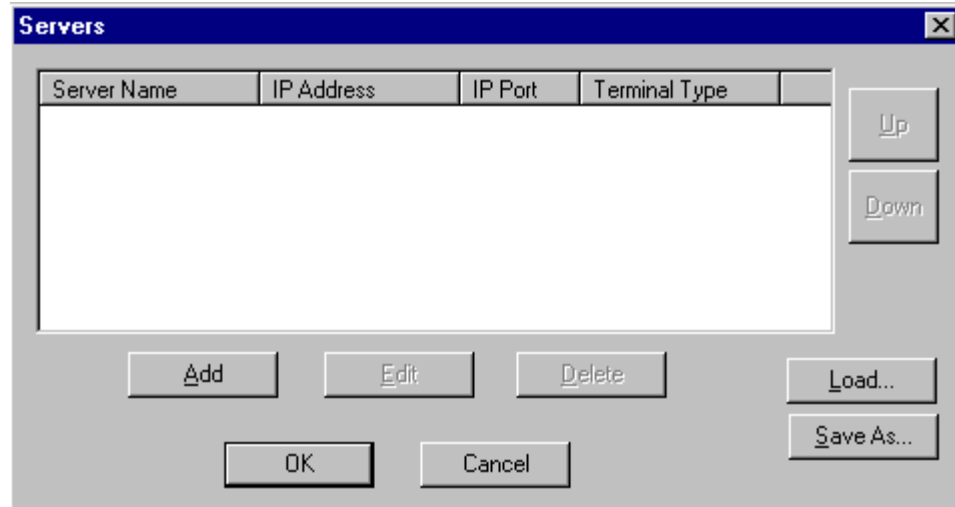 Servers
Server Name IP Address IP Port Terminal Type
Up
Down
Add Edit Delete
Load...
Save As...
OK Cancel